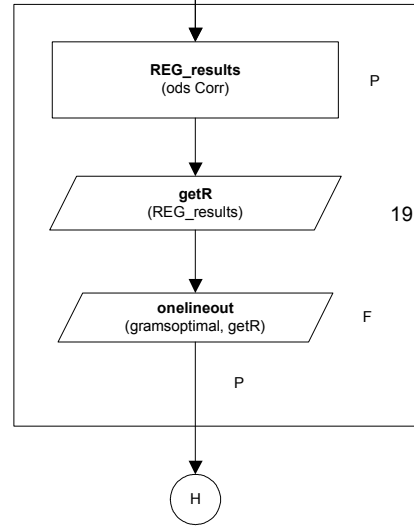 REG_results
(ods Corr)
P
getR
(REG_results)
19
onelineout
(gramsoptimal, getR)
F
P
H